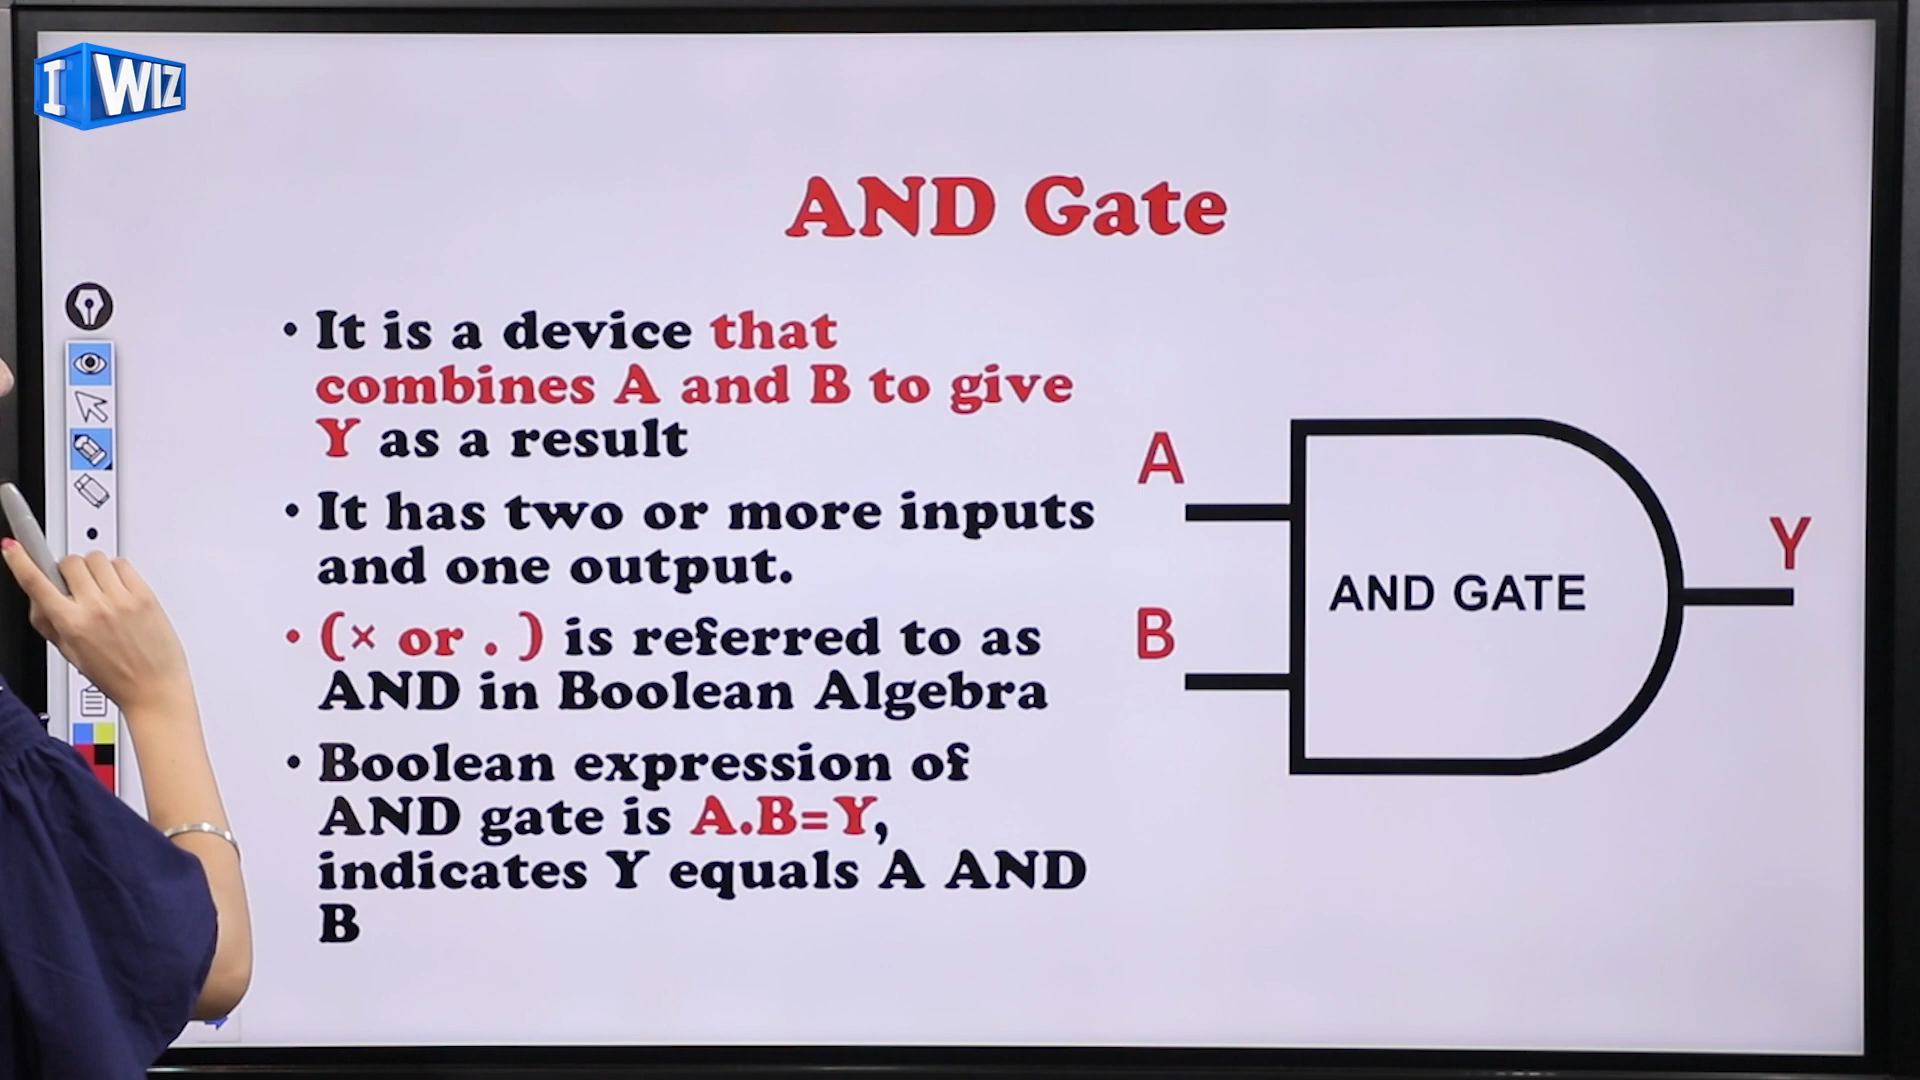 I WIZ
AND Gate
• It is a device that
combines A and B to give
Y as a result
• It has two or more inputs
and one output.
• (× or . ) is referred to as
AND in Boolean Algebra
• Boolean expression of
AND gate is A.B=Y,
indicates Y equals A AND
B
A
B
AND GATE
Y